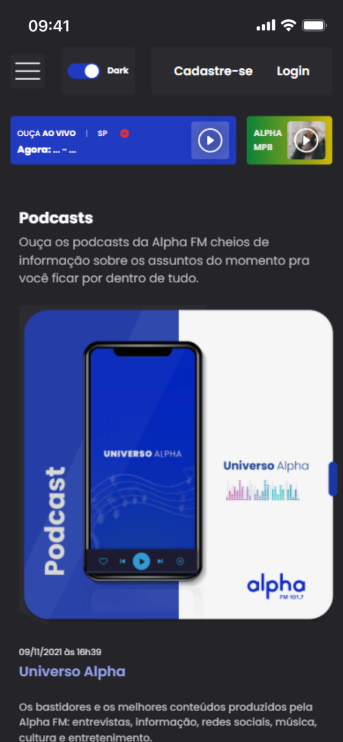 09:41
Dark
Cadastre-se
Login
OUÇA AO VIVO | SP
Agora: ... - ...
ALPHA
MPB
Podcasts
Ouça os podcasts da Alpha FM cheios de
informação sobre os assuntos do momento pra
você ficar por dentro de tudo.
Podcast
UNIVERSO ALPHA
Universo Alpha
alpha
FM 101.7
09/11/2021 às 16h39
Universo Alpha
Os bastidores e os melhores conteúdos produzidos pela
Alpha FM: entrevistas, informação, redes sociais, música,
cultura e entretenimento.